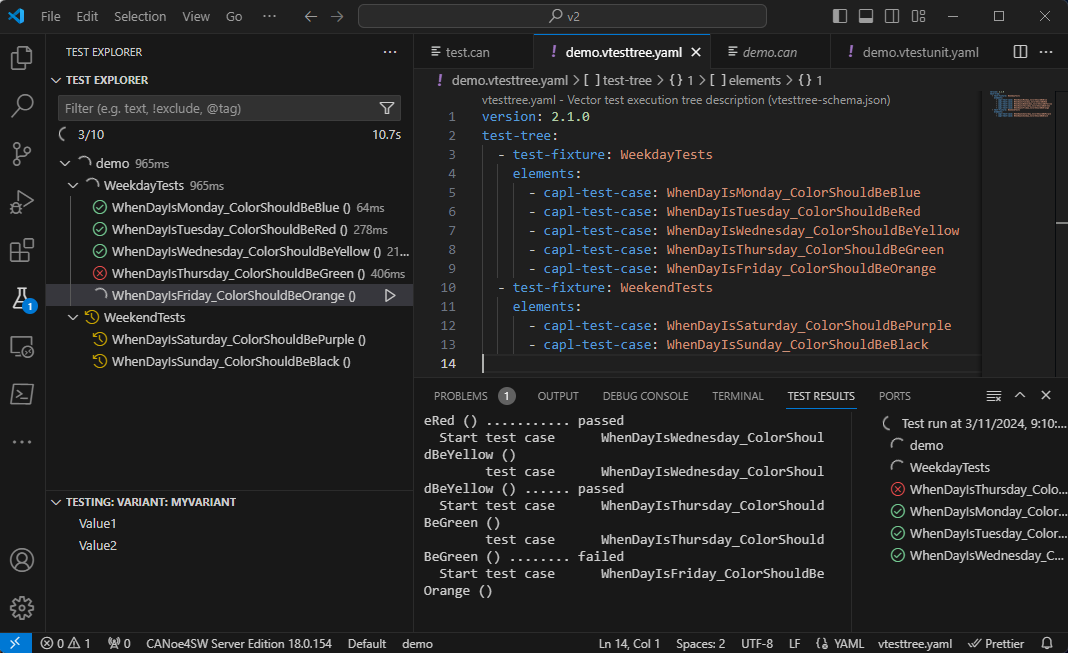 File Edit Selection View Go ··· v2
TEST EXPLORER ···
TEST EXPLORER
Filter (e.g. text, !exclude, @tag)
3/10 10.7s
demo 965ms
WeekdayTests 965ms
WhenDayIsMonday_ColorShouldBeBlue () 64ms
WhenDayIsTuesday_ColorShouldBeRed () 278ms
WhenDayIsWednesday_ColorShouldBeYellow () 21...
WhenDayIsThursday_ColorShouldBeGreen () 406ms
WhenDayIsFriday_ColorShouldBeOrange ()
WeekendTests
WhenDayIsSaturday_ColorShouldBePurple ()
WhenDayIsSunday_ColorShouldBeBlack ()
1
TESTING: VARIANT: MYVARIANT
Value1
Value2
test.can ! demo.vtesttree.yaml demo.can ! demo.vtestunit.yaml ···
! demo.vtesttree.yaml > [ ] test-tree > { } 1 > [ ] elements > { } 1
vtesttree.yaml - Vector test execution tree description (vtesttree-schema.json)
1 version: 2.1.0
2 test-tree:
3 - test-fixture: WeekdayTests
4 elements:
5 - capl-test-case: WhenDayIsMonday_ColorShouldBeBlue
6 - capl-test-case: WhenDayIsTuesday_ColorShouldBeRed
7 - capl-test-case: WhenDayIsWednesday_ColorShouldBeYellow
8 - capl-test-case: WhenDayIsThursday_ColorShouldBeGreen
9 - capl-test-case: WhenDayIsFriday_ColorShouldBeOrange
10 - test-fixture: WeekendTests
11 elements:
12 - capl-test-case: WhenDayIsSaturday_ColorShouldBePurple
13 - capl-test-case: WhenDayIsSunday_ColorShouldBeBlack
14
PROBLEMS 1 OUTPUT DEBUG CONSOLE TERMINAL TEST RESULTS PORTS
eRed () ........... passed
Start test case WhenDayIsWednesday_ColorShoul
dBeYellow ()
test case WhenDayIsWednesday_ColorShoul
dBeYellow () ...... passed
Start test case WhenDayIsThursday_ColorShould
BeGreen ()
test case WhenDayIsThursday_ColorShould
BeGreen () ........ failed
Start test case WhenDayIsFriday_ColorShouldBe
Orange ()
Test run at 3/11/2024, 9:10:...
demo
WeekdayTests
WhenDayIsThursday_Colo...
WhenDayIsMonday_Color...
WhenDayIsTuesday_Color...
WhenDayIsWednesday_C...
0 1 0 CANoe4SW Server Edition 18.0.154 Default demo Ln 14, Col 1 Spaces: 2 UTF-8 LF { } YAML vtesttree.yaml Prettier